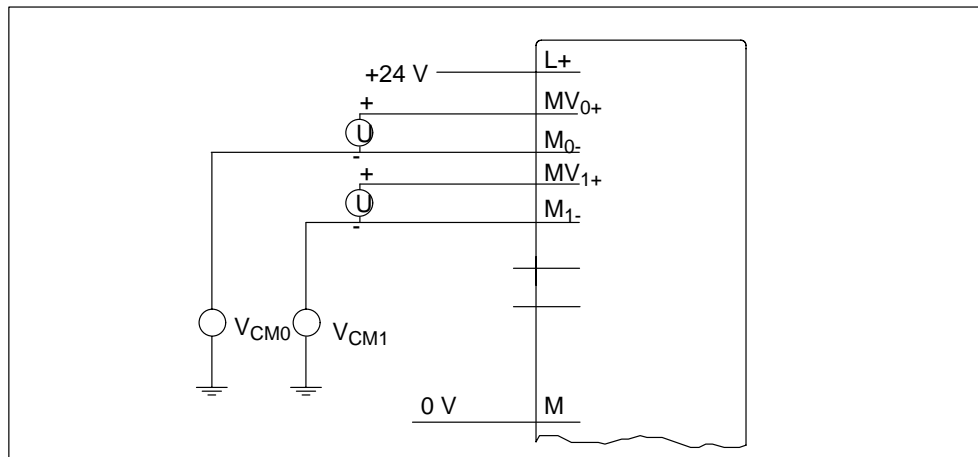 L+
+24 V
+
MV0+
U
M0-
-
MV1+
+
U
M1-
-
VCM0
VCM1
0 V
M